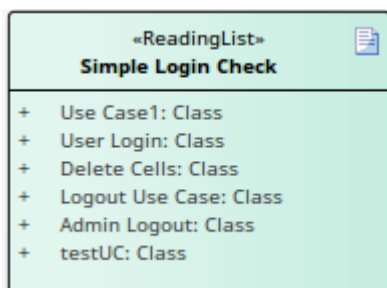 «ReadingList»
Simple Login Check
+ Use Case1: Class
+ User Login: Class
+ Delete Cells: Class
+ Logout Use Case: Class
+ Admin Logout: Class
+ testUC: Class